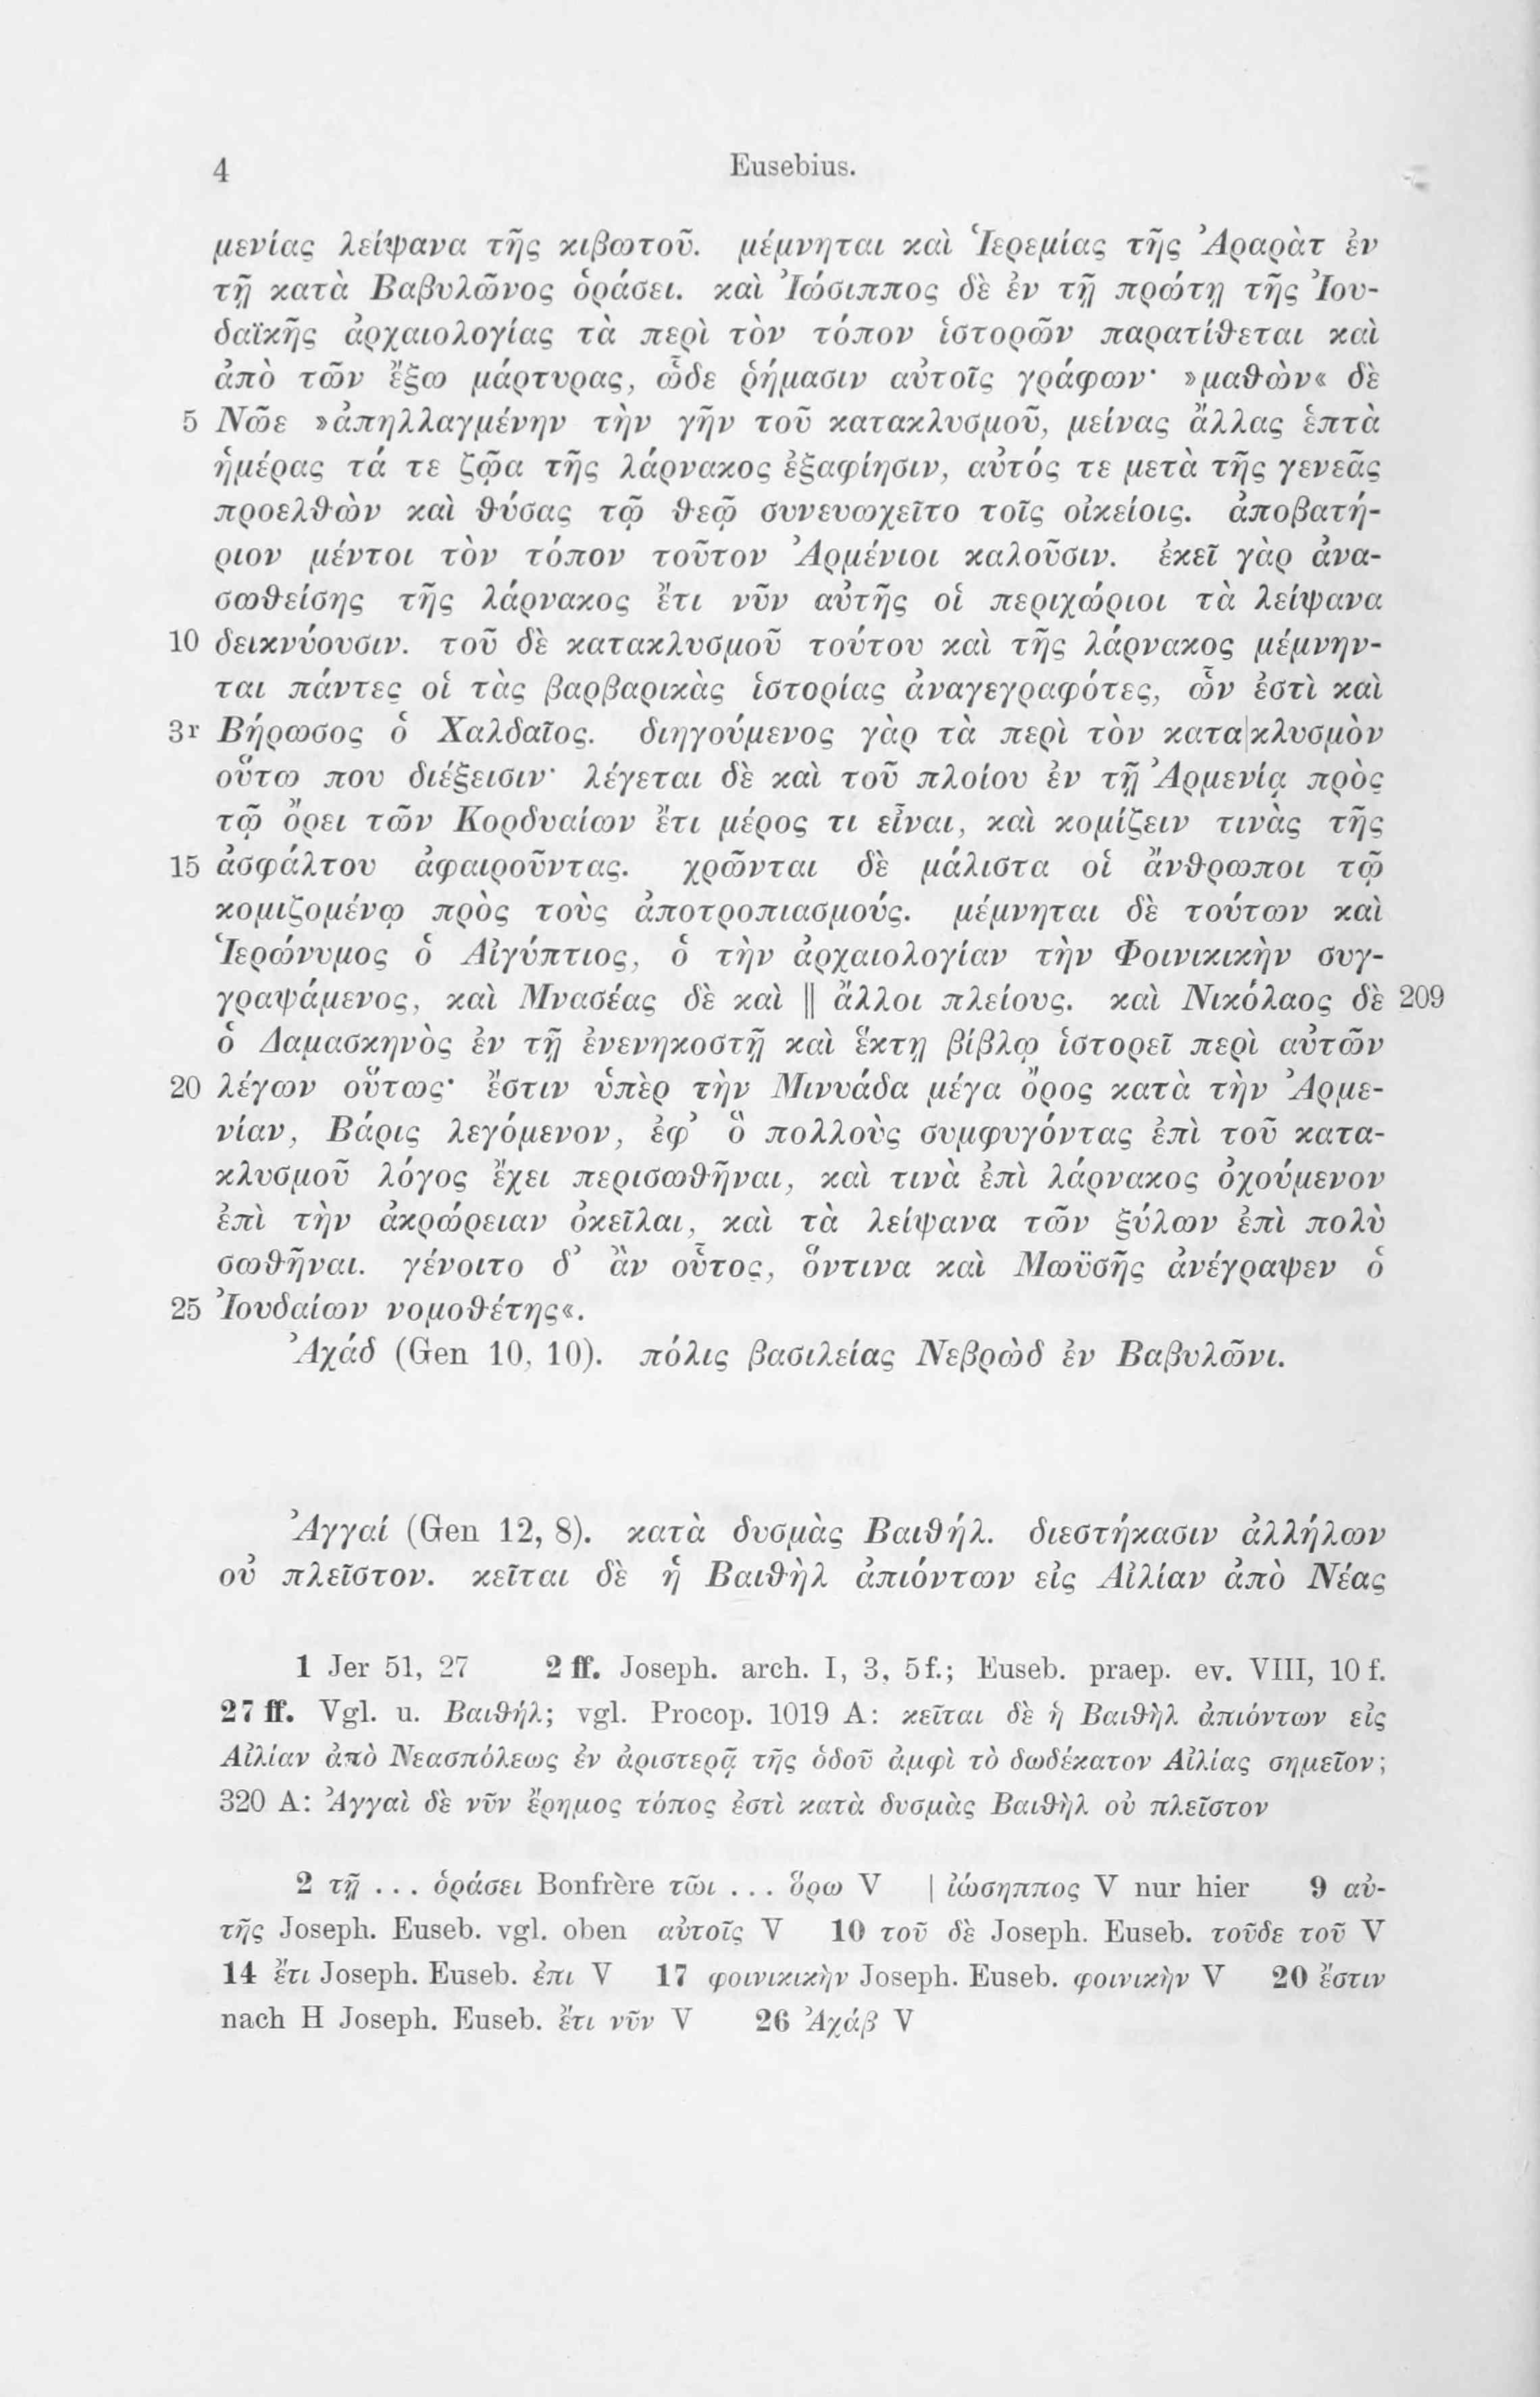 4 Eusebius.
μενίας λείψανα τῆς κιβωτοῦ. μέμνηται καὶ Ἱερεμίας τῆς Ἀραρὰτ ἐν
τῇ κατὰ Βαβυλῶνος ὁράσει. καὶ Ἰώσιππος δὲ ἐν τῇ πρώτῃ τῆς Ἰου-
δαϊκῆς ἀρχαιολογίας τὰ περὶ τὸν τόπον ἱστορῶν παρατίθεται καὶ
ἀπὸ τῶν ἔξω μάρτυρας, ὧδε ῥήμασιν αὐτοῖς γράφων· »μαθὼν« δὲ
5 Νῶε »ἀπηλλαγμένην τὴν γῆν τοῦ κατακλυσμοῦ, μείνας ἄλλας ἑπτὰ
ἡμέρας τά τε ζῷα τῆς λάρνακος ἐξαφίησιν, αὐτός τε μετὰ τῆς γενεᾶς
προελθὼν καὶ θύσας τῷ θεῷ συνευωχεῖτο τοῖς οἰκείοις. ἀποβατή-
ριον μέντοι τὸν τόπον τοῦτον Ἀρμένιοι καλοῦσιν. ἐκεῖ γὰρ ἀνα-
σωθείσης τῆς λάρνακος ἔτι νῦν αὐτῆς οἱ περιχώριοι τὰ λείψανα
10 δεικνύουσιν. τοῦ δὲ κατακλυσμοῦ τούτου καὶ τῆς λάρνακος μέμνην-
ται πάντες οἱ τὰς βαρβαρικὰς ἱστορίας ἀναγεγραφότες, ὧν ἐστὶ καὶ
3r Βήρωσος ὁ Χαλδαῖος. διηγούμενος γὰρ τὰ περὶ τὸν κατα|κλυσμὸν
οὕτω που διέξεισιν· λέγεται δὲ καὶ τοῦ πλοίου ἐν τῇ Ἀρμενίᾳ πρὸς
τῷ ὄρει τῶν Κορδυαίων ἔτι μέρος τι εἶναι, καὶ κομίζειν τινὰς τῆς
15 ἀσφάλτου ἀφαιροῦντας. χρῶνται δὲ μάλιστα οἱ ἄνθρωποι τῷ
κομιζομένῳ πρὸς τοὺς ἀποτροπιασμούς. μέμνηται δὲ τούτων καὶ
Ἱερώνυμος ὁ Αἰγύπτιος, ὁ τὴν ἀρχαιολογίαν τὴν Φοινικικὴν συγ-
γραψάμενος, καὶ Μνασέας δὲ καὶ || ἄλλοι πλείους. καὶ Νικόλαος δὲ 209
ὁ Δαμασκηνὸς ἐν τῇ ἐνενηκοστῇ καὶ ἕκτῃ βίβλῳ ἱστορεῖ περὶ αὐτῶν
20 λέγων οὕτως· ἔστιν ὑπὲρ τὴν Μινυάδα μέγα ὄρος κατὰ τὴν Ἀρμε-
νίαν, Βάρις λεγόμενον, ἐφ’ ὃ πολλοὺς συμφυγόντας ἐπὶ τοῦ κατα-
κλυσμοῦ λόγος ἔχει περισωθῆναι, καὶ τινὰ ἐπὶ λάρνακος ὀχούμενον
ἐπὶ τὴν ἀκρώρειαν ὀκεῖλαι, καὶ τὰ λείψανα τῶν ξύλων ἐπὶ πολὺ
σωθῆναι. γένοιτο δ’ ἂν οὗτος, ὅντινα καὶ Μωϋσῆς ἀνέγραψεν ὁ
25 Ἰουδαίων νομοθέτης«.
Ἀχάδ (Gen 10, 10). πόλις βασιλείας Νεβρὼδ ἐν Βαβυλῶνι.
Ἀγγαί (Gen 12, 8). κατὰ δυσμὰς Βαιθήλ. διεστήκασιν ἀλλήλων
οὐ πλεῖστον. κεῖται δὲ ἡ Βαιθὴλ ἀπιόντων εἰς Αἰλίαν ἀπὸ Νέας
1 Jer 51, 27 2 ff. Joseph. arch. I, 3, 5 f.; Euseb. praep. ev. VIII, 10 f.
27 ff. Vgl. u. Βαιθήλ; vgl. Procop. 1019 A: κεῖται δὲ ἡ Βαιθὴλ ἀπιόντων εἰς
Αἰλίαν ἀπὸ Νεασπόλεως ἐν ἀριστερᾷ τῆς ὁδοῦ ἀμφὶ τὸ δωδέκατον Αἰλίας σημεῖον;
320 A: Ἀγγαὶ δὲ νῦν ἔρημος τόπος ἐστὶ κατὰ δυσμὰς Βαιθὴλ οὐ πλεῖστον
2 τῇ ... ὁράσει Bonfrère τῶι ... ὅρω V | ἰώσηππος V nur hier 9 αὐ-
τῆς Joseph. Euseb. vgl. oben αὐτοῖς V 10 τοῦ δὲ Joseph. Euseb. τοῦδε τοῦ V
14 ἔτι Joseph. Euseb. ἐπι V 17 φοινικικὴν Joseph. Euseb. φοινικὴν V 20 ἔστιν
nach H Joseph. Euseb. ἔτι νῦν V 26 Ἀχάβ V